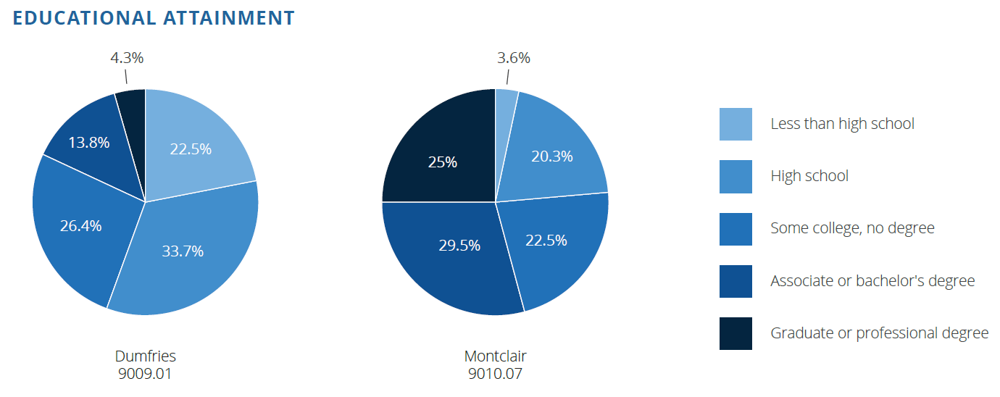 EDUCATIONAL ATTAINMENT
4.3%
22.5%
13.8%
26.4%
33.7%
Dumfries
9009.01
3.6%
20.3%
25%
29.5%
22.5%
Montclair
9010.07
Less than high school
High school
Some college, no degree
Associate or bachelor's degree
Graduate or professional degree